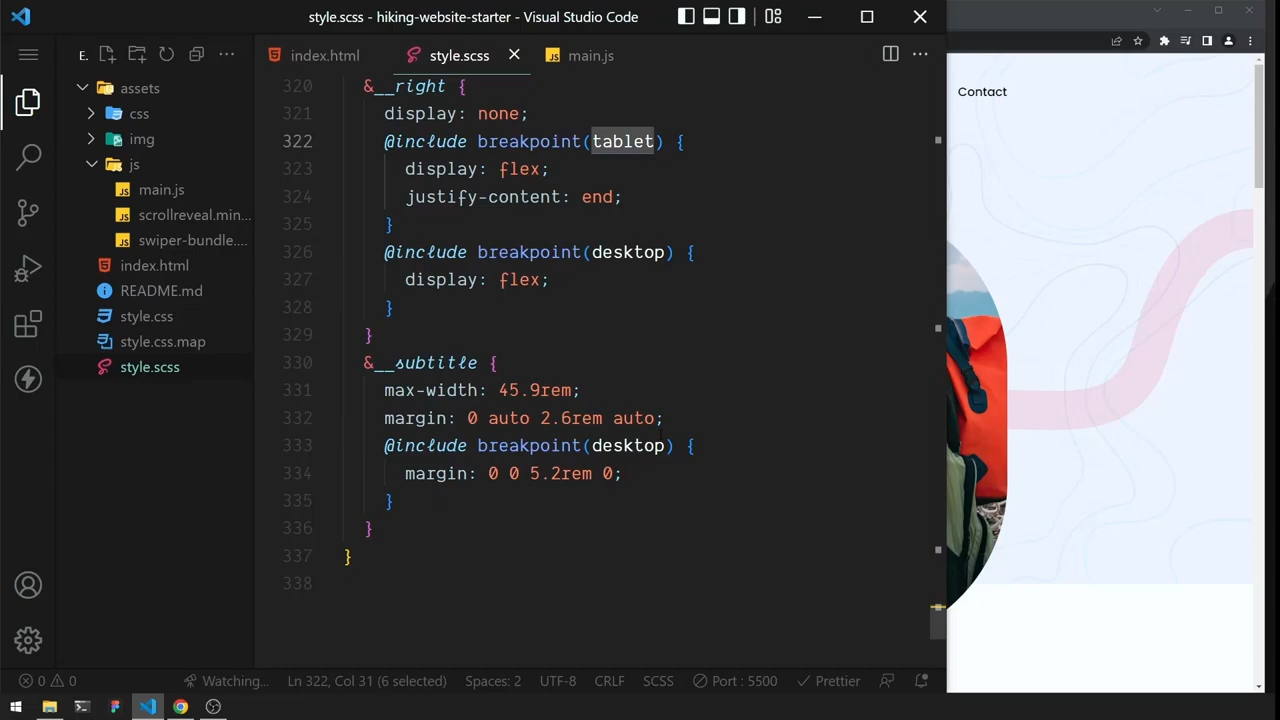 style.scss - hiking-website-starter - Visual Studio Code
E.
index.html
style.scss
main.js
assets
css
img
js
main.js
scrollreveal.min...
swiper-bundle....
index.html
README.md
style.css
style.css.map
style.scss
320 &__right {
321 display: none;
322 @include breakpoint(tablet) {
323 display: flex;
324 justify-content: end;
325 }
326 @include breakpoint(desktop) {
327 display: flex;
328 }
329 }
330 &__subtitle {
331 max-width: 45.9rem;
332 margin: 0 auto 2.6rem auto;
333 @include breakpoint(desktop) {
334 margin: 0 0 5.2rem 0;
335 }
336 }
337 }
338
Contact
0 0 Watching... Ln 322, Col 31 (6 selected) Spaces: 2 UTF-8 CRLF SCSS Port : 5500 Prettier